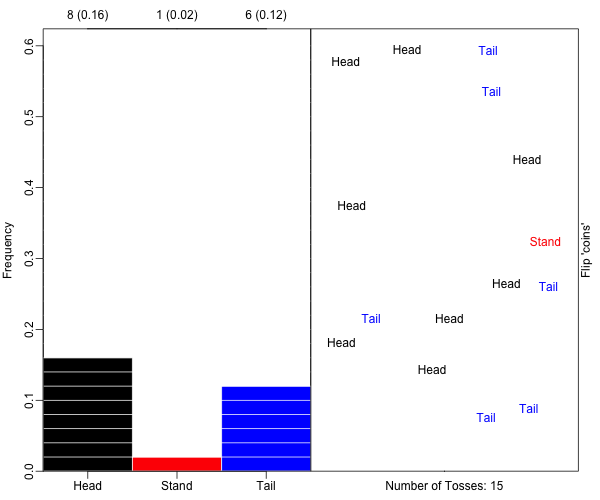 8 (0.16) 1 (0.02) 6 (0.12)
Frequency
0.6
0.5
0.4
0.3
0.2
0.1
0.0
Head Stand Tail
Head Tail
Head
Tail
Head
Head
Stand
Head Tail
Tail Head
Head
Head
Tail
Tail
Flip 'coins'
Number of Tosses: 15